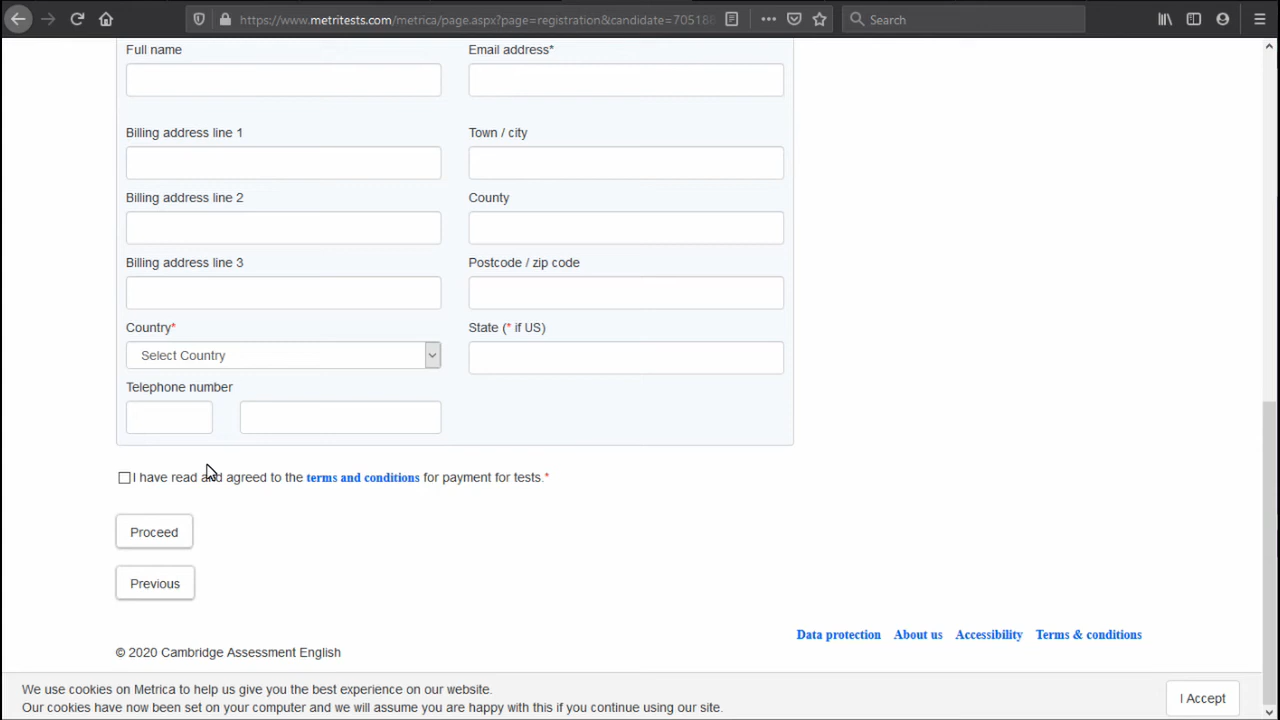 https://www.metritests.com/metrica/page.aspx?page=registration&candidate=70518
Search
Full name
Email address*
Billing address line 1
Town / city
Billing address line 2
County
Billing address line 3
Postcode / zip code
Country*
State (* if US)
Select Country
Telephone number
I have read and agreed to the terms and conditions for payment for tests.*
Proceed
Previous
Data protection About us Accessibility Terms & conditions
© 2020 Cambridge Assessment English
We use cookies on Metrica to help us give you the best experience on our website.
Our cookies have now been set on your computer and we will assume you are happy with this if you continue using our site.
I Accept